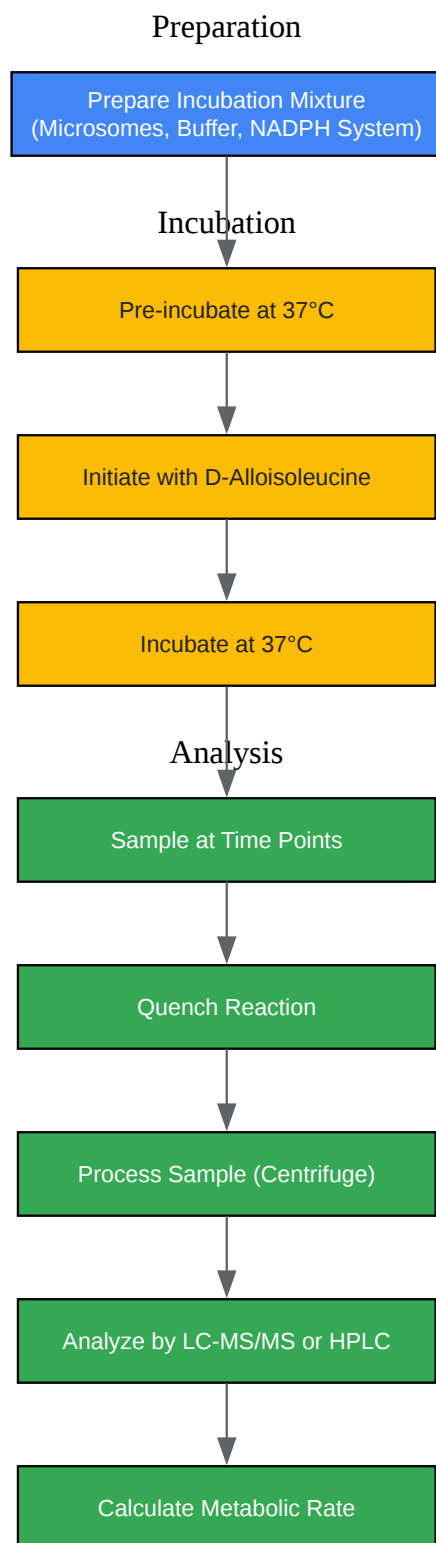 Preparation
Prepare Incubation Mixture
(Microsomes, Buffer, NADPH System)
Incubation
Pre-incubate at 37°C
Initiate with D-Alloisoleucine
Incubate at 37°C
Analysis
Sample at Time Points
Quench Reaction
Process Sample (Centrifuge)
Analyze by LC-MS/MS or HPLC
Calculate Metabolic Rate